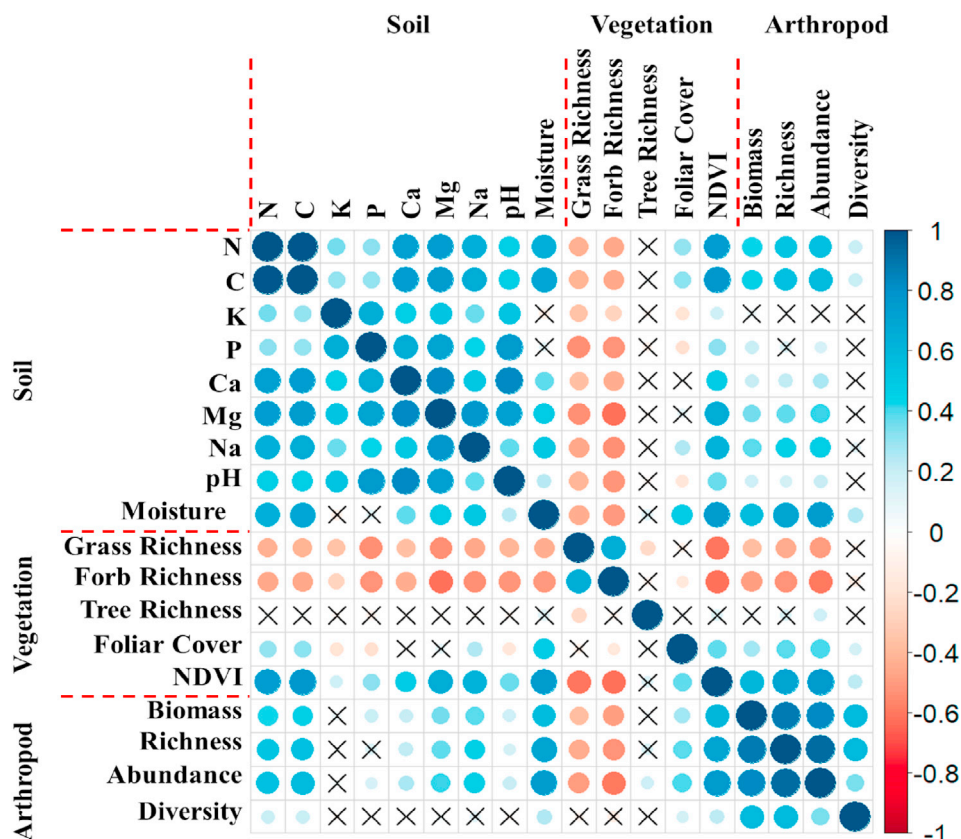 Soil Vegetation Arthropod
N C K P Ca Mg Na pH Moisture Grass Richness Forb Richness Tree Richness Foliar Cover NDVI Biomass Richness Abundance Diversity
Soil
N
C
K
P
Ca
Mg
Na
pH
Moisture
Vegetation
Grass Richness
Forb Richness
Tree Richness
Foliar Cover
NDVI
Arthropod
Biomass
Richness
Abundance
Diversity
1
0.8
0.6
0.4
0.2
0
-0.2
-0.4
-0.6
-0.8
-1